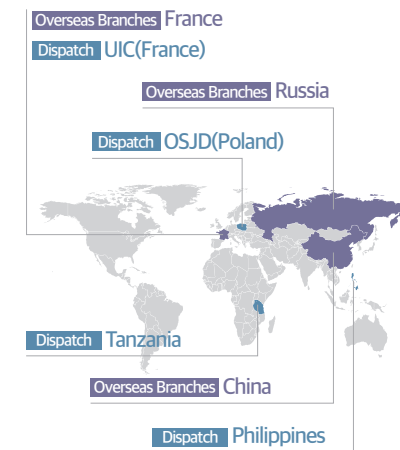 Overseas Branches France
Dispatch UIC(France)
Overseas Branches Russia
Dispatch OSJD(Poland)
Dispatch Tanzania
Overseas Branches China
Dispatch Philippines